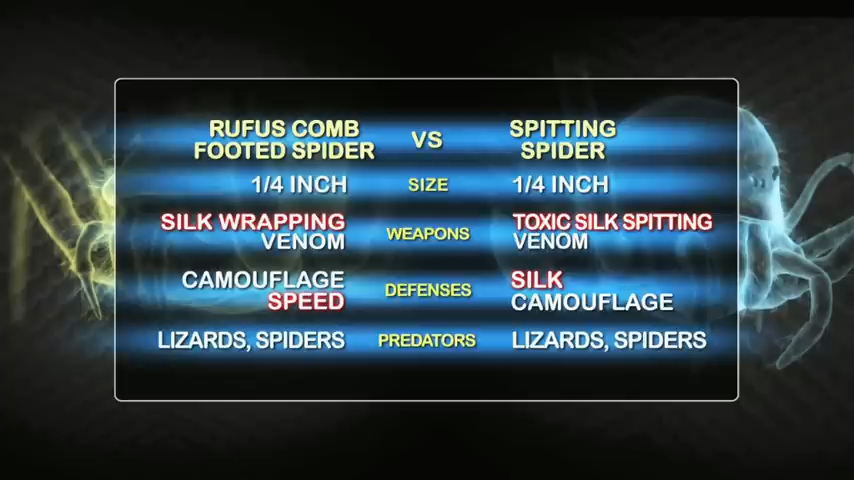 RUFUS COMB FOOTED SPIDER VS SPITTING SPIDER
1/4 INCH SIZE 1/4 INCH
SILK WRAPPING VENOM WEAPONS TOXIC SILK SPITTING VENOM
CAMOUFLAGE SPEED DEFENSES SILK CAMOUFLAGE
LIZARDS, SPIDERS PREDATORS LIZARDS, SPIDERS